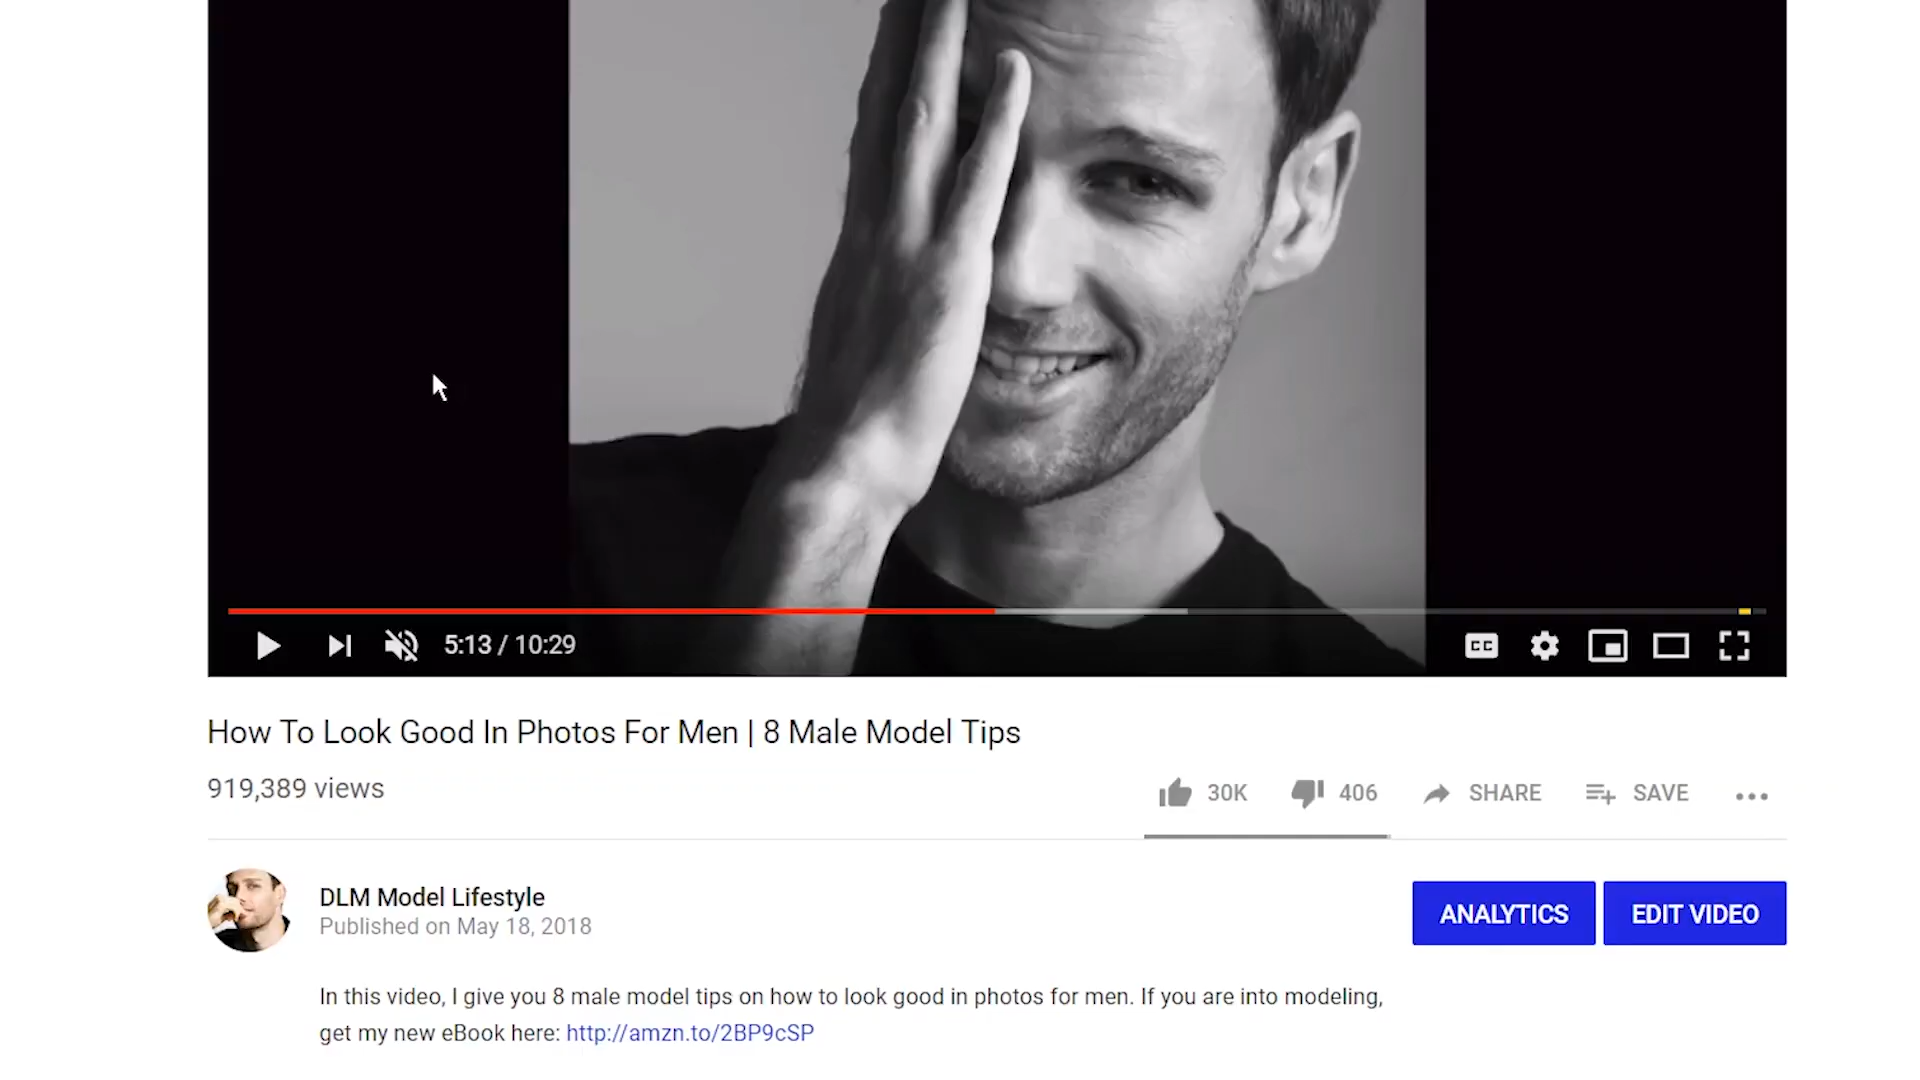 5:13 / 10:29
CC
How To Look Good In Photos For Men | 8 Male Model Tips
919,389 views
30K 406 SHARE SAVE
DLM Model Lifestyle
Published on May 18, 2018
ANALYTICS EDIT VIDEO
In this video, I give you 8 male model tips on how to look good in photos for men. If you are into modeling,
get my new eBook here: http://amzn.to/2BP9cSP